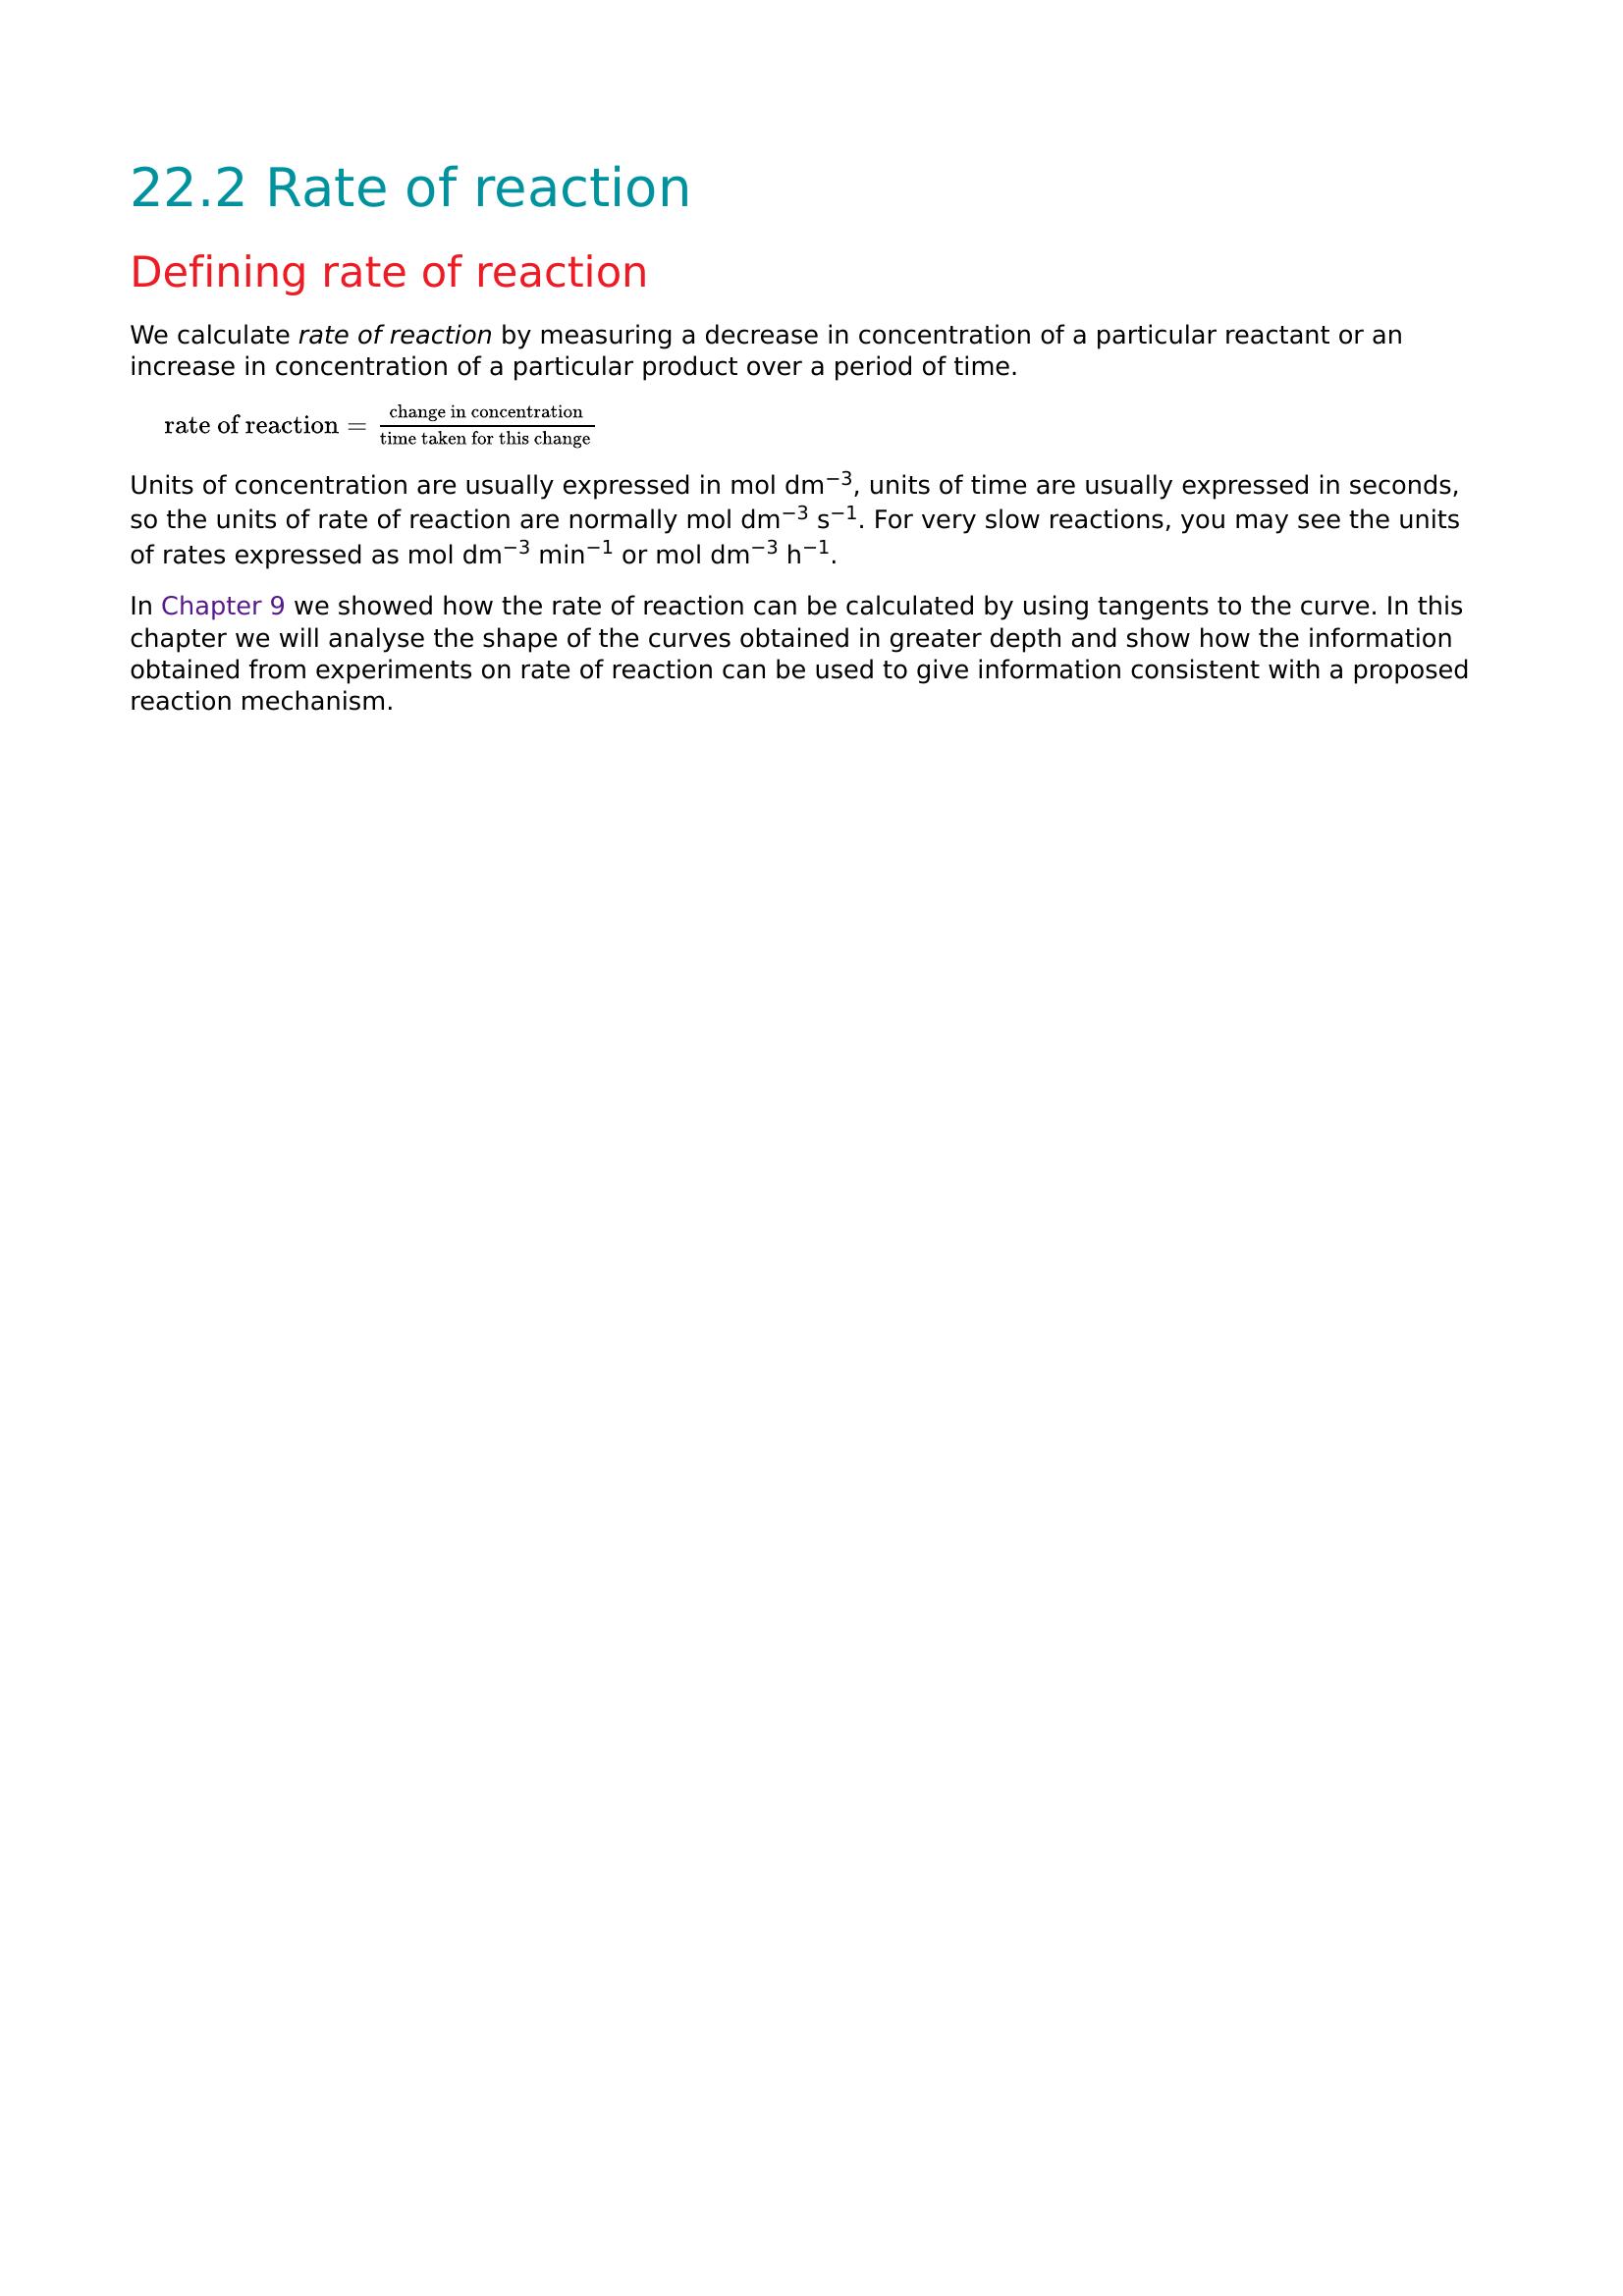 22.2 Rate of reaction
Defining rate of reaction
We calculate rate of reaction by measuring a decrease in concentration of a particular reactant or an
increase in concentration of a particular product over a period of time.
rate of reaction = change in concentration / time taken for this change
Units of concentration are usually expressed in mol dm⁻³, units of time are usually expressed in seconds,
so the units of rate of reaction are normally mol dm⁻³ s⁻¹. For very slow reactions, you may see the units
of rates expressed as mol dm⁻³ min⁻¹ or mol dm⁻³ h⁻¹.
In Chapter 9 we showed how the rate of reaction can be calculated by using tangents to the curve. In this
chapter we will analyse the shape of the curves obtained in greater depth and show how the information
obtained from experiments on rate of reaction can be used to give information consistent with a proposed
reaction mechanism.